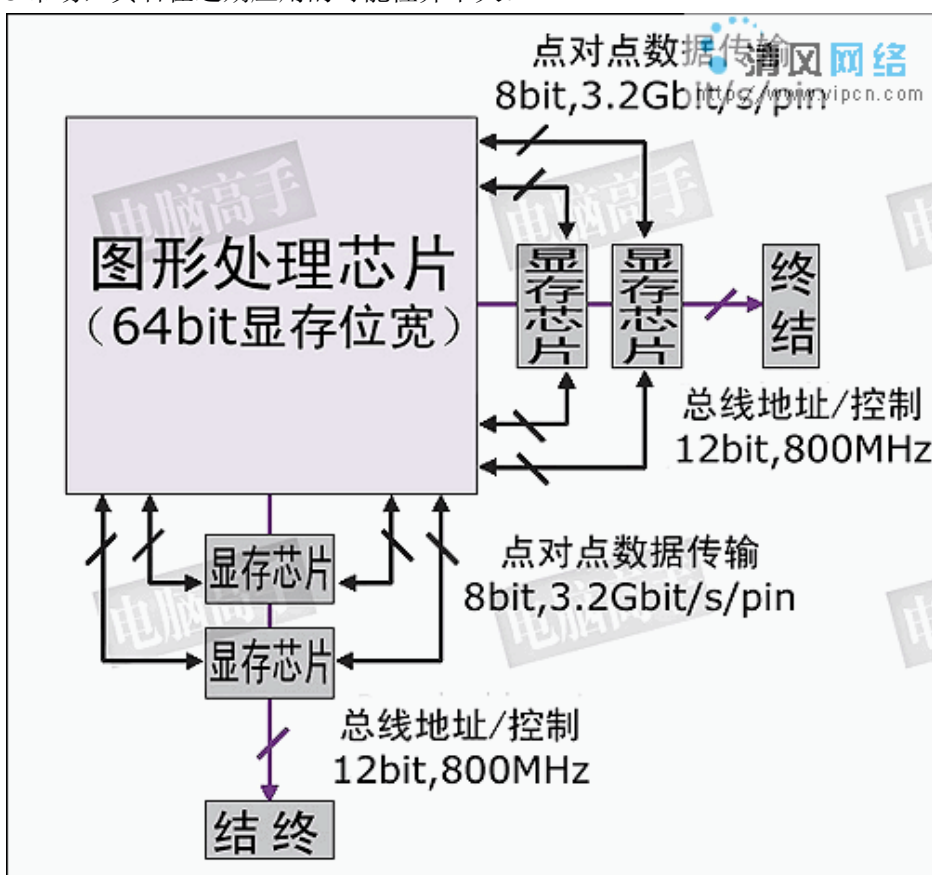 点对点数据传输
8bit,3.2Gbit/s/pin
清风网络
http://www.vipcn.com
电脑高手
电脑高手
图形处理芯片
（64bit显存位宽）
显存芯片
显存芯片
终结
总线地址/控制
12bit,800MHz
显存芯片
点对点数据传输
8bit,3.2Gbit/s/pin
电脑高手
电脑高手
显存芯片
总线地址/控制
12bit,800MHz
结终